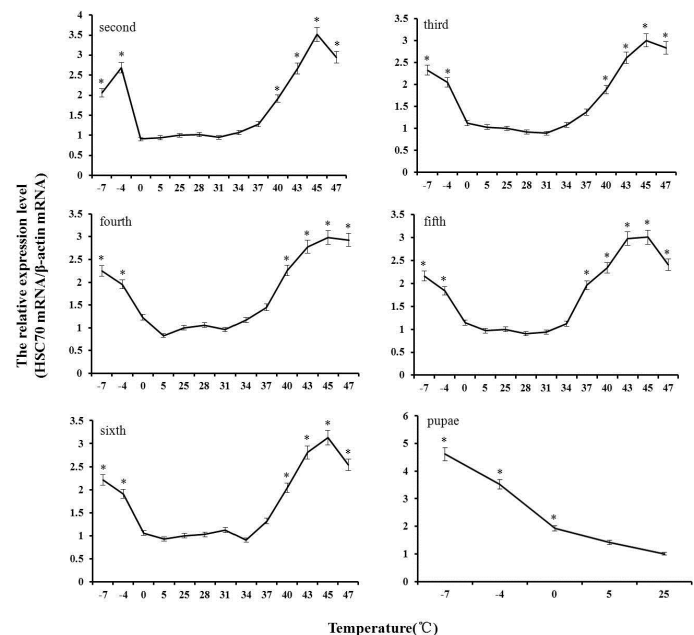 The relative expression level
(HSC70 mRNA/β-actin mRNA)
second
4
3.5
3
2.5
2
1.5
1
0.5
0
* * * * * *
-7 -4 0 5 25 28 31 34 37 40 43 45 47
third
3.5
3
2.5
2
1.5
1
0.5
0
* * * * * *
-7 -4 0 5 25 28 31 34 37 40 43 45 47
fourth
3.5
3
2.5
2
1.5
1
0.5
0
* * * * * *
-7 -4 0 5 25 28 31 34 37 40 43 45 47
fifth
3.5
3
2.5
2
1.5
1
0.5
0
* * * * * * *
-7 -4 0 5 25 28 31 34 37 40 43 45 47
sixth
3.5
3
2.5
2
1.5
1
0.5
0
* * * * * *
-7 -4 0 5 25 28 31 34 37 40 43 45 47
pupae
6
5
4
3
2
1
0
* * *
-7 -4 0 5 25
Temperature(℃)